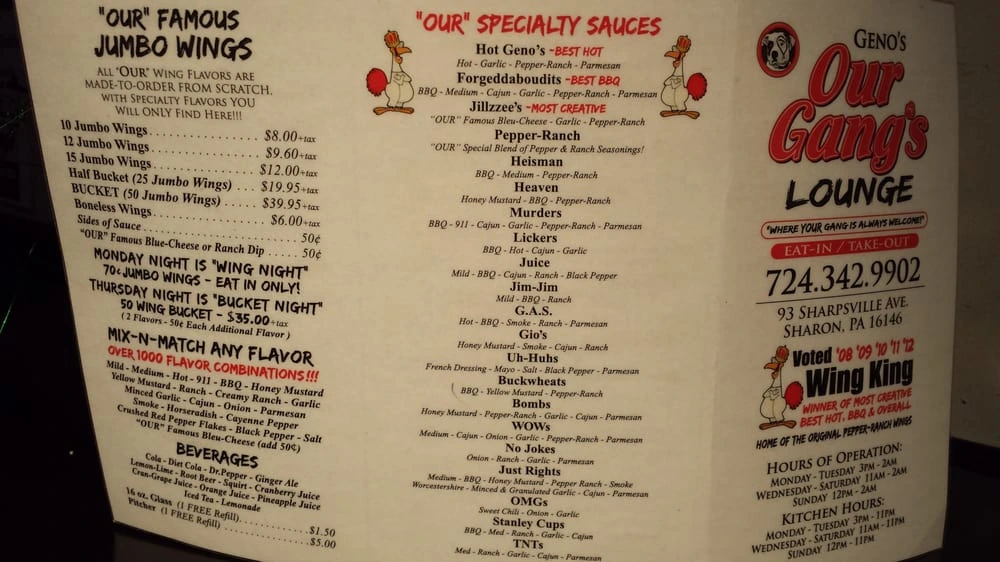 "OUR" FAMOUS
JUMBO WINGS
ALL "OUR" WING FLAVORS ARE
MADE-TO-ORDER FROM SCRATCH,
WITH SPECIALTY FLAVORS YOU
WILL ONLY FIND HERE!!!
10 Jumbo Wings $8.00+tax
12 Jumbo Wings $9.60+tax
15 Jumbo Wings $12.00+tax
Half Bucket (25 Jumbo Wings) $19.95+tax
BUCKET (50 Jumbo Wings) $39.95+tax
Boneless Wings $6.00+tax
Sides of Sauce 50¢
"OUR" Famous Blue-Cheese or Ranch Dip 50¢
MONDAY NIGHT IS "WING NIGHT"
70¢ JUMBO WINGS - EAT IN ONLY!
THURSDAY NIGHT IS "BUCKET NIGHT"
50 WING BUCKET - $35.00+tax
( 2 Flavors - 50¢ Each Additional Flavor )
MIX-N-MATCH ANY FLAVOR
OVER 1000 FLAVOR COMBINATIONS!!!
Mild - Medium - Hot - 911 - BBQ - Honey Mustard
Yellow Mustard - Ranch - Creamy Ranch - Garlic
Minced Garlic - Cajun - Onion - Parmesan
Smoke - Horseradish - Cayenne Pepper
Crushed Red Pepper Flakes - Black Pepper - Salt
"OUR" Famous Bleu-Cheese (add 50¢)
BEVERAGES
Cola - Diet Cola - Dr.Pepper - Ginger Ale
Lemon-Lime - Root Beer - Squirt - Cranberry Juice
Cran-Grape Juice - Orange Juice - Pineapple Juice
Iced Tea - Lemonade
16 oz. Glass (1 FREE Refill) $1.50
Pitcher (1 FREE Refill) $5.00
"OUR" SPECIALTY SAUCES
Hot Geno's -BEST HOT
Hot - Garlic - Pepper-Ranch - Parmesan
Forgeddaboudits -BEST BBQ
BBQ - Medium - Cajun - Garlic - Pepper-Ranch - Parmesan
Jillzzee's -MOST CREATIVE
"OUR" Famous Bleu-Cheese - Garlic - Pepper-Ranch
Pepper-Ranch
"OUR" Special Blend of Pepper & Ranch Seasonings!
Heisman
BBQ - Medium - Pepper-Ranch
Heaven
Honey Mustard - BBQ - Pepper-Ranch
Murders
BBQ - 911 - Cajun - Garlic - Pepper-Ranch - Parmesan
Lickers
BBQ - Hot - Cajun - Garlic
Juice
Mild - BBQ - Cajun - Ranch - Black Pepper
Jim-Jim
Mild - BBQ - Ranch
G.A.S.
Hot - BBQ - Smoke - Ranch - Parmesan
Gio's
Honey Mustard - Smoke - Cajun - Ranch
Uh-Huhs
French Dressing - Mayo - Salt - Black Pepper - Parmesan
Buckwheats
BBQ - Yellow Mustard - Pepper-Ranch
Bombs
Honey Mustard - Pepper-Ranch - Garlic - Cajun - Parmesan
WOWs
Medium - Cajun - Onion - Garlic - Pepper-Ranch - Parmesan
No Jokes
Onion - Ranch - Garlic - Parmesan
Just Rights
Medium - BBQ - Honey Mustard - Pepper Ranch - Smoke
Worcestershire - Minced & Granulated Garlic - Cajun - Parmesan
OMGs
Sweet Chili - Onion - Garlic
Stanley Cups
BBQ - Med - Ranch - Garlic - Cajun
TNTs
Med - Ranch - Garlic - Cajun - Parmesan
GENO'S
Our
Gang's
LOUNGE
"WHERE YOUR GANG IS ALWAYS WELCOME!"
EAT-IN / TAKE-OUT
724.342.9902
93 SHARPSVILLE AVE.
SHARON, PA 16146
Voted '08 '09 '10 '11 '12
Wing King
WINNER OF MOST CREATIVE
BEST HOT, BBQ & OVERALL
HOME OF THE ORIGINAL PEPPER-RANCH WINGS
HOURS OF OPERATION:
MONDAY - TUESDAY 3PM - 2AM
WEDNESDAY - SATURDAY 11AM - 2AM
SUNDAY 12PM - 2AM
KITCHEN HOURS:
MONDAY - TUESDAY 3PM - 11PM
WEDNESDAY - SATURDAY 11AM - 11PM
SUNDAY 12PM - 11PM